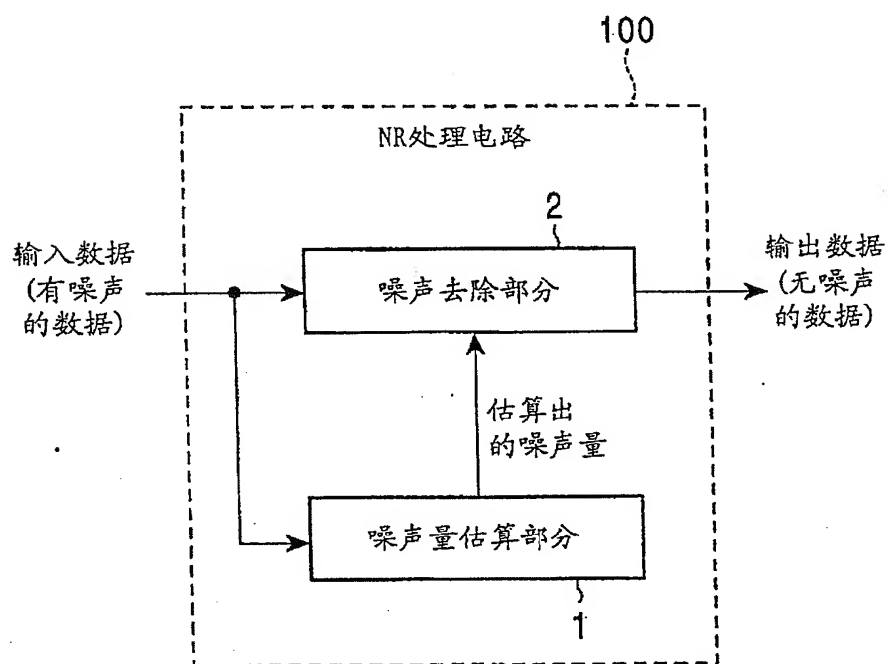 100
NR处理电路
2
输入数据
(有噪声
的数据)
噪声去除部分
输出数据
(无噪声
的数据)
估算出
的噪声量
噪声量估算部分
1